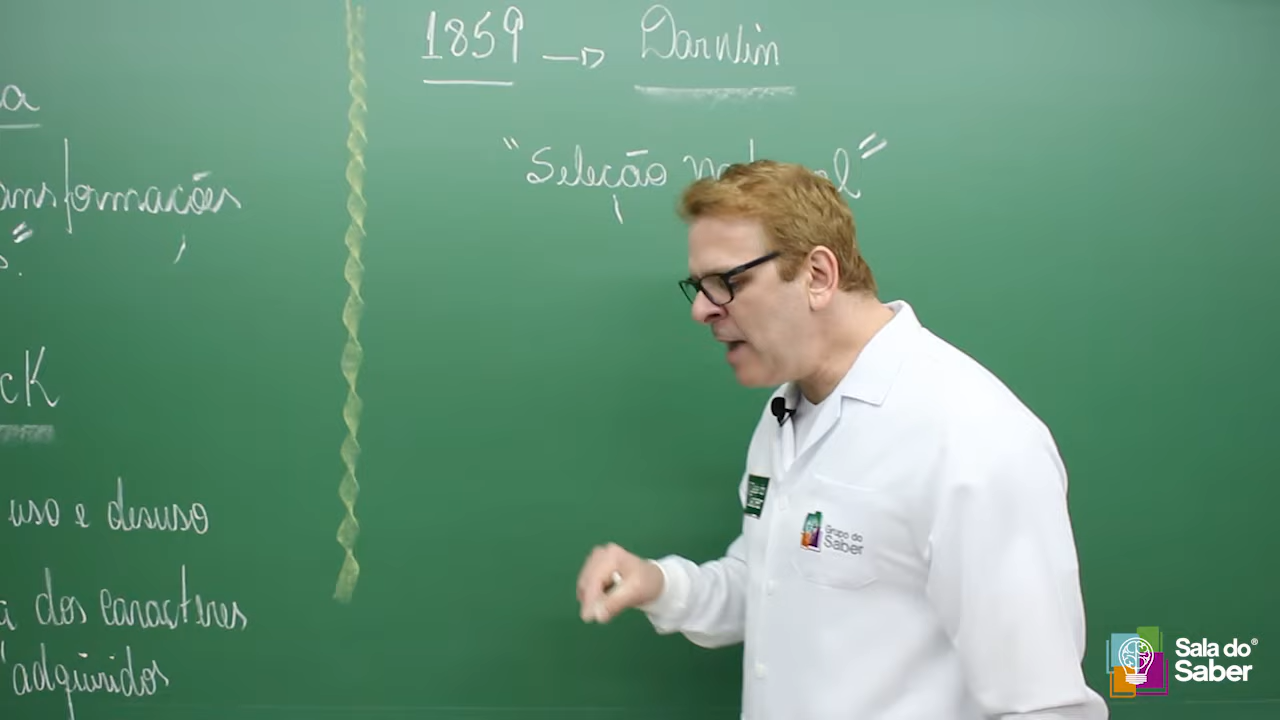 a
ansformações
s."
cK
uso e desuso
a dos caracteres
"adquiridos
1859 → Darwin
"Seleção natural"
Grupo do
Saber
Sala do®
Saber